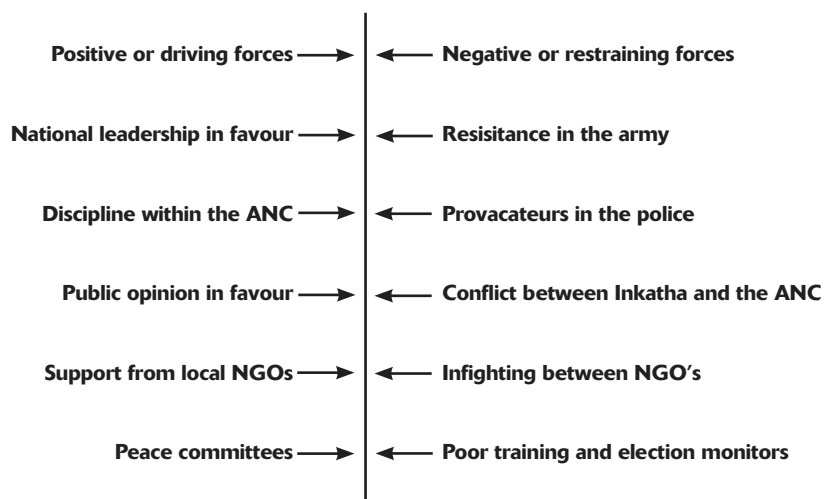 Positive or driving forces
Negative or restraining forces
National leadership in favour
Resisitance in the army
Discipline within the ANC
Provacateurs in the police
Public opinion in favour
Conflict between Inkatha and the ANC
Support from local NGOs
Infighting between NGO's
Peace committees
Poor training and election monitors